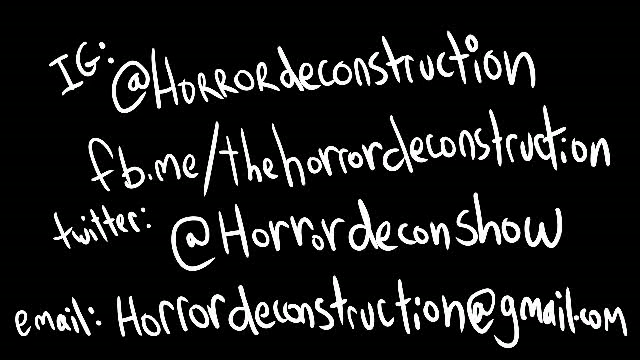 IG: @Horrordeconstruction
fb.me/thehorrordeconstruction
twitter: @Horrordeconshow
email: Horrordeconstruction@gmail.com